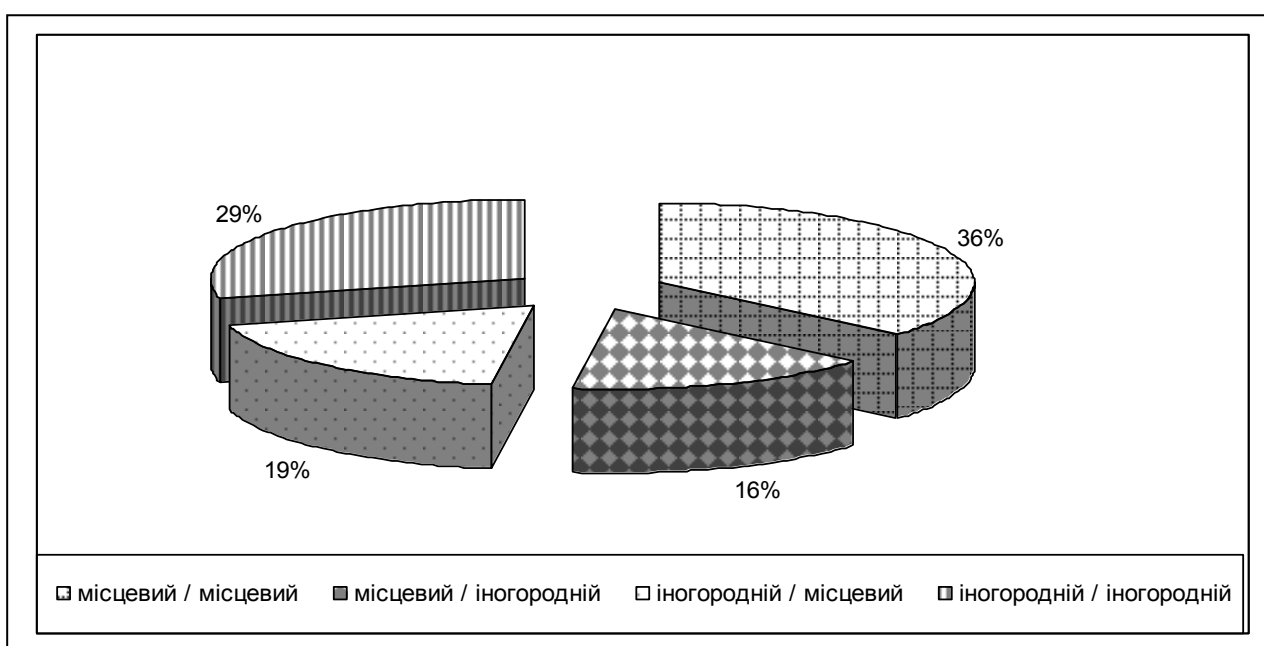 29%
36%
19%
16%
місцевий / місцевий місцевий / іногородній іногородній / місцевий іногородній / іногородній